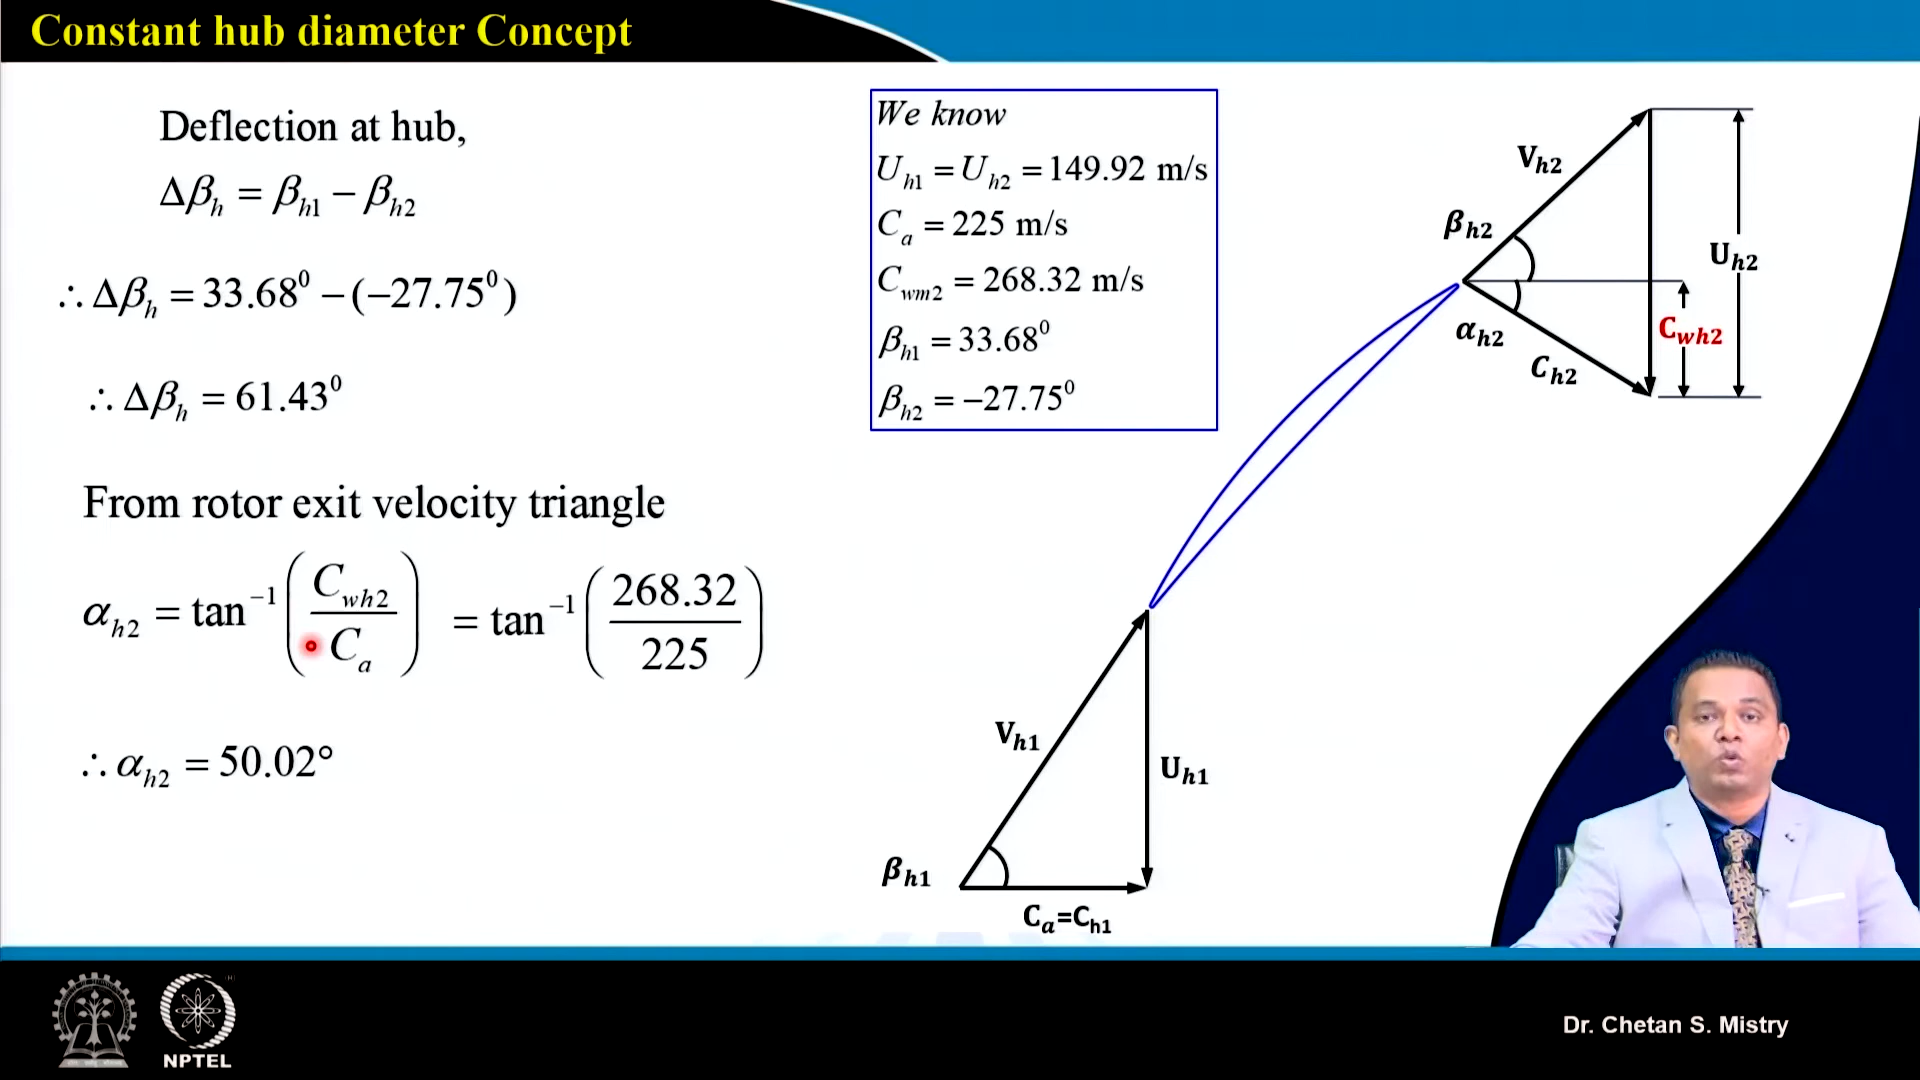 Constant hub diameter Concept
Deflection at hub,
Δβ_h = β_h1 − β_h2
∴ Δβ_h = 33.68⁰ − (−27.75⁰)
∴ Δβ_h = 61.43⁰
From rotor exit velocity triangle
α_h2 = tan⁻¹(C_wh2 / C_a) = tan⁻¹(268.32 / 225)
∴ α_h2 = 50.02°
We know
U_h1 = U_h2 = 149.92 m/s
C_a = 225 m/s
C_wm2 = 268.32 m/s
β_h1 = 33.68⁰
β_h2 = −27.75⁰
V_h2
β_h2
U_h2
α_h2
C_wh2
C_h2
V_h1
U_h1
β_h1
C_a=C_h1
NPTEL
Dr. Chetan S. Mistry